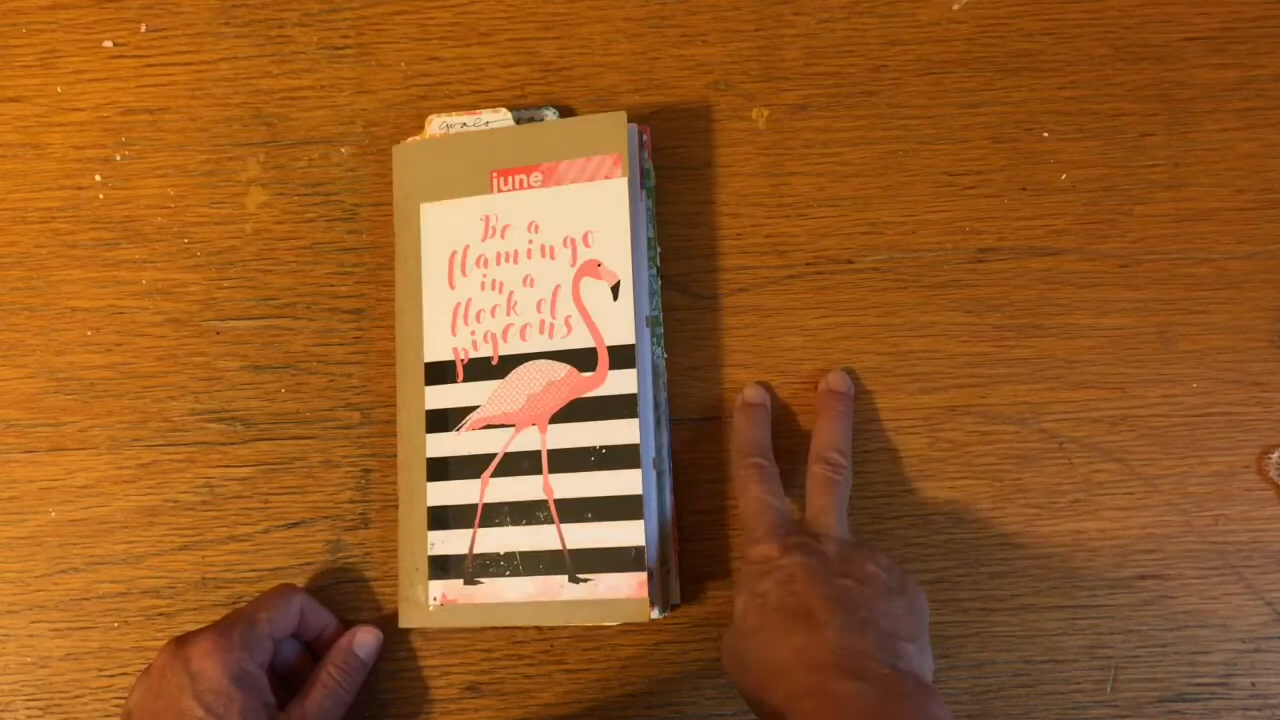 goals
june
Be a
flamingo
in a
flock of
pigeons